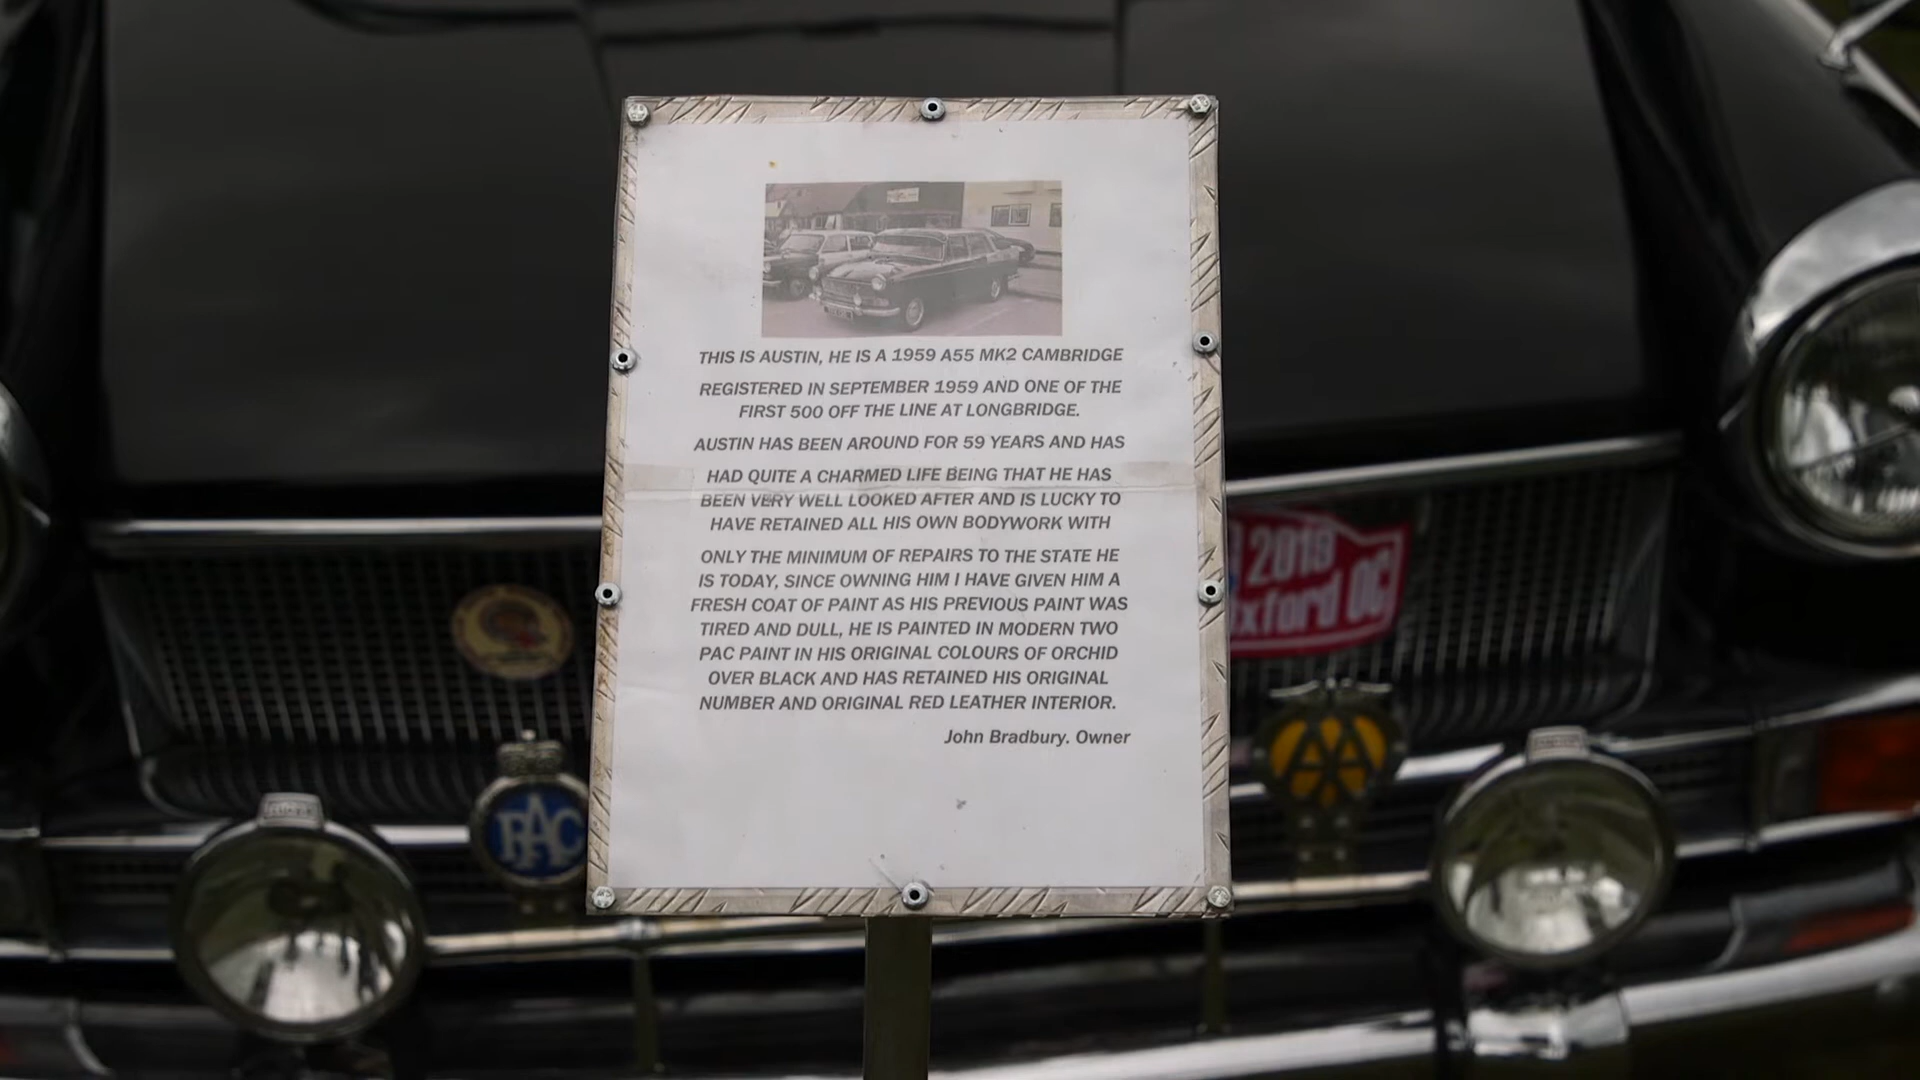 THIS IS AUSTIN, HE IS A 1959 A55 MK2 CAMBRIDGE
REGISTERED IN SEPTEMBER 1959 AND ONE OF THE
FIRST 500 OFF THE LINE AT LONGBRIDGE.
AUSTIN HAS BEEN AROUND FOR 59 YEARS AND HAS
HAD QUITE A CHARMED LIFE BEING THAT HE HAS
BEEN VERY WELL LOOKED AFTER AND IS LUCKY TO
HAVE RETAINED ALL HIS OWN BODYWORK WITH
ONLY THE MINIMUM OF REPAIRS TO THE STATE HE
IS TODAY, SINCE OWNING HIM I HAVE GIVEN HIM A
FRESH COAT OF PAINT AS HIS PREVIOUS PAINT WAS
TIRED AND DULL, HE IS PAINTED IN MODERN TWO
PAC PAINT IN HIS ORIGINAL COLOURS OF ORCHID
OVER BLACK AND HAS RETAINED HIS ORIGINAL
NUMBER AND ORIGINAL RED LEATHER INTERIOR.
John Bradbury. Owner
2019
xford OC
RAC
AA